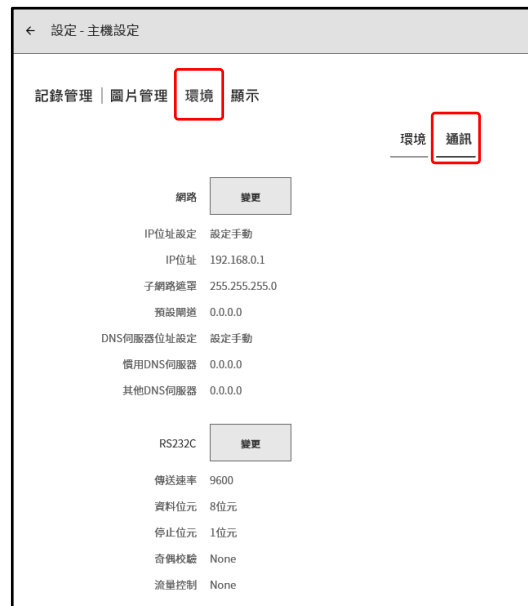 ← 設定 - 主機設定
記錄管理 | 圖片管理 環境 顯示
環境 通訊
網路 變更
IP位址設定 設定手動
IP位址 192.168.0.1
子網路遮罩 255.255.255.0
預設閘道 0.0.0.0
DNS伺服器位址設定 設定手動
慣用DNS伺服器 0.0.0.0
其他DNS伺服器 0.0.0.0
RS232C 變更
傳送速率 9600
資料位元 8位元
停止位元 1位元
奇偶校驗 None
流量控制 None